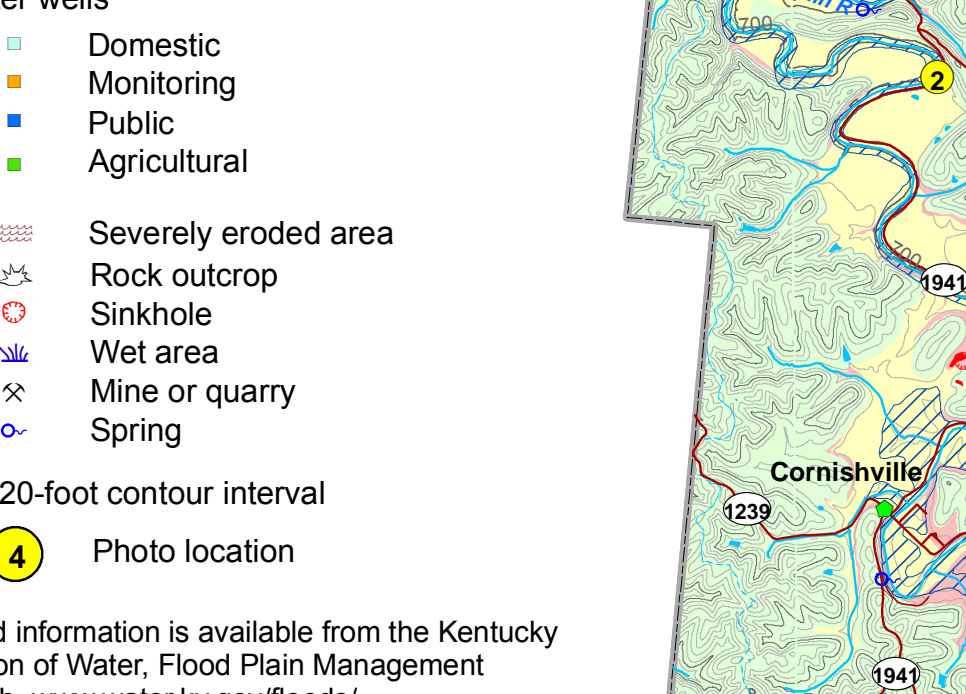 wells
Domestic
Monitoring
Public
Agricultural
Severely eroded area
Rock outcrop
Sinkhole
Wet area
Mine or quarry
Spring
20-foot contour interval
4 Photo location
information is available from the Kentucky
of Water, Flood Plain Management
700
R
2
700
1941
Cornishville
1239
1941